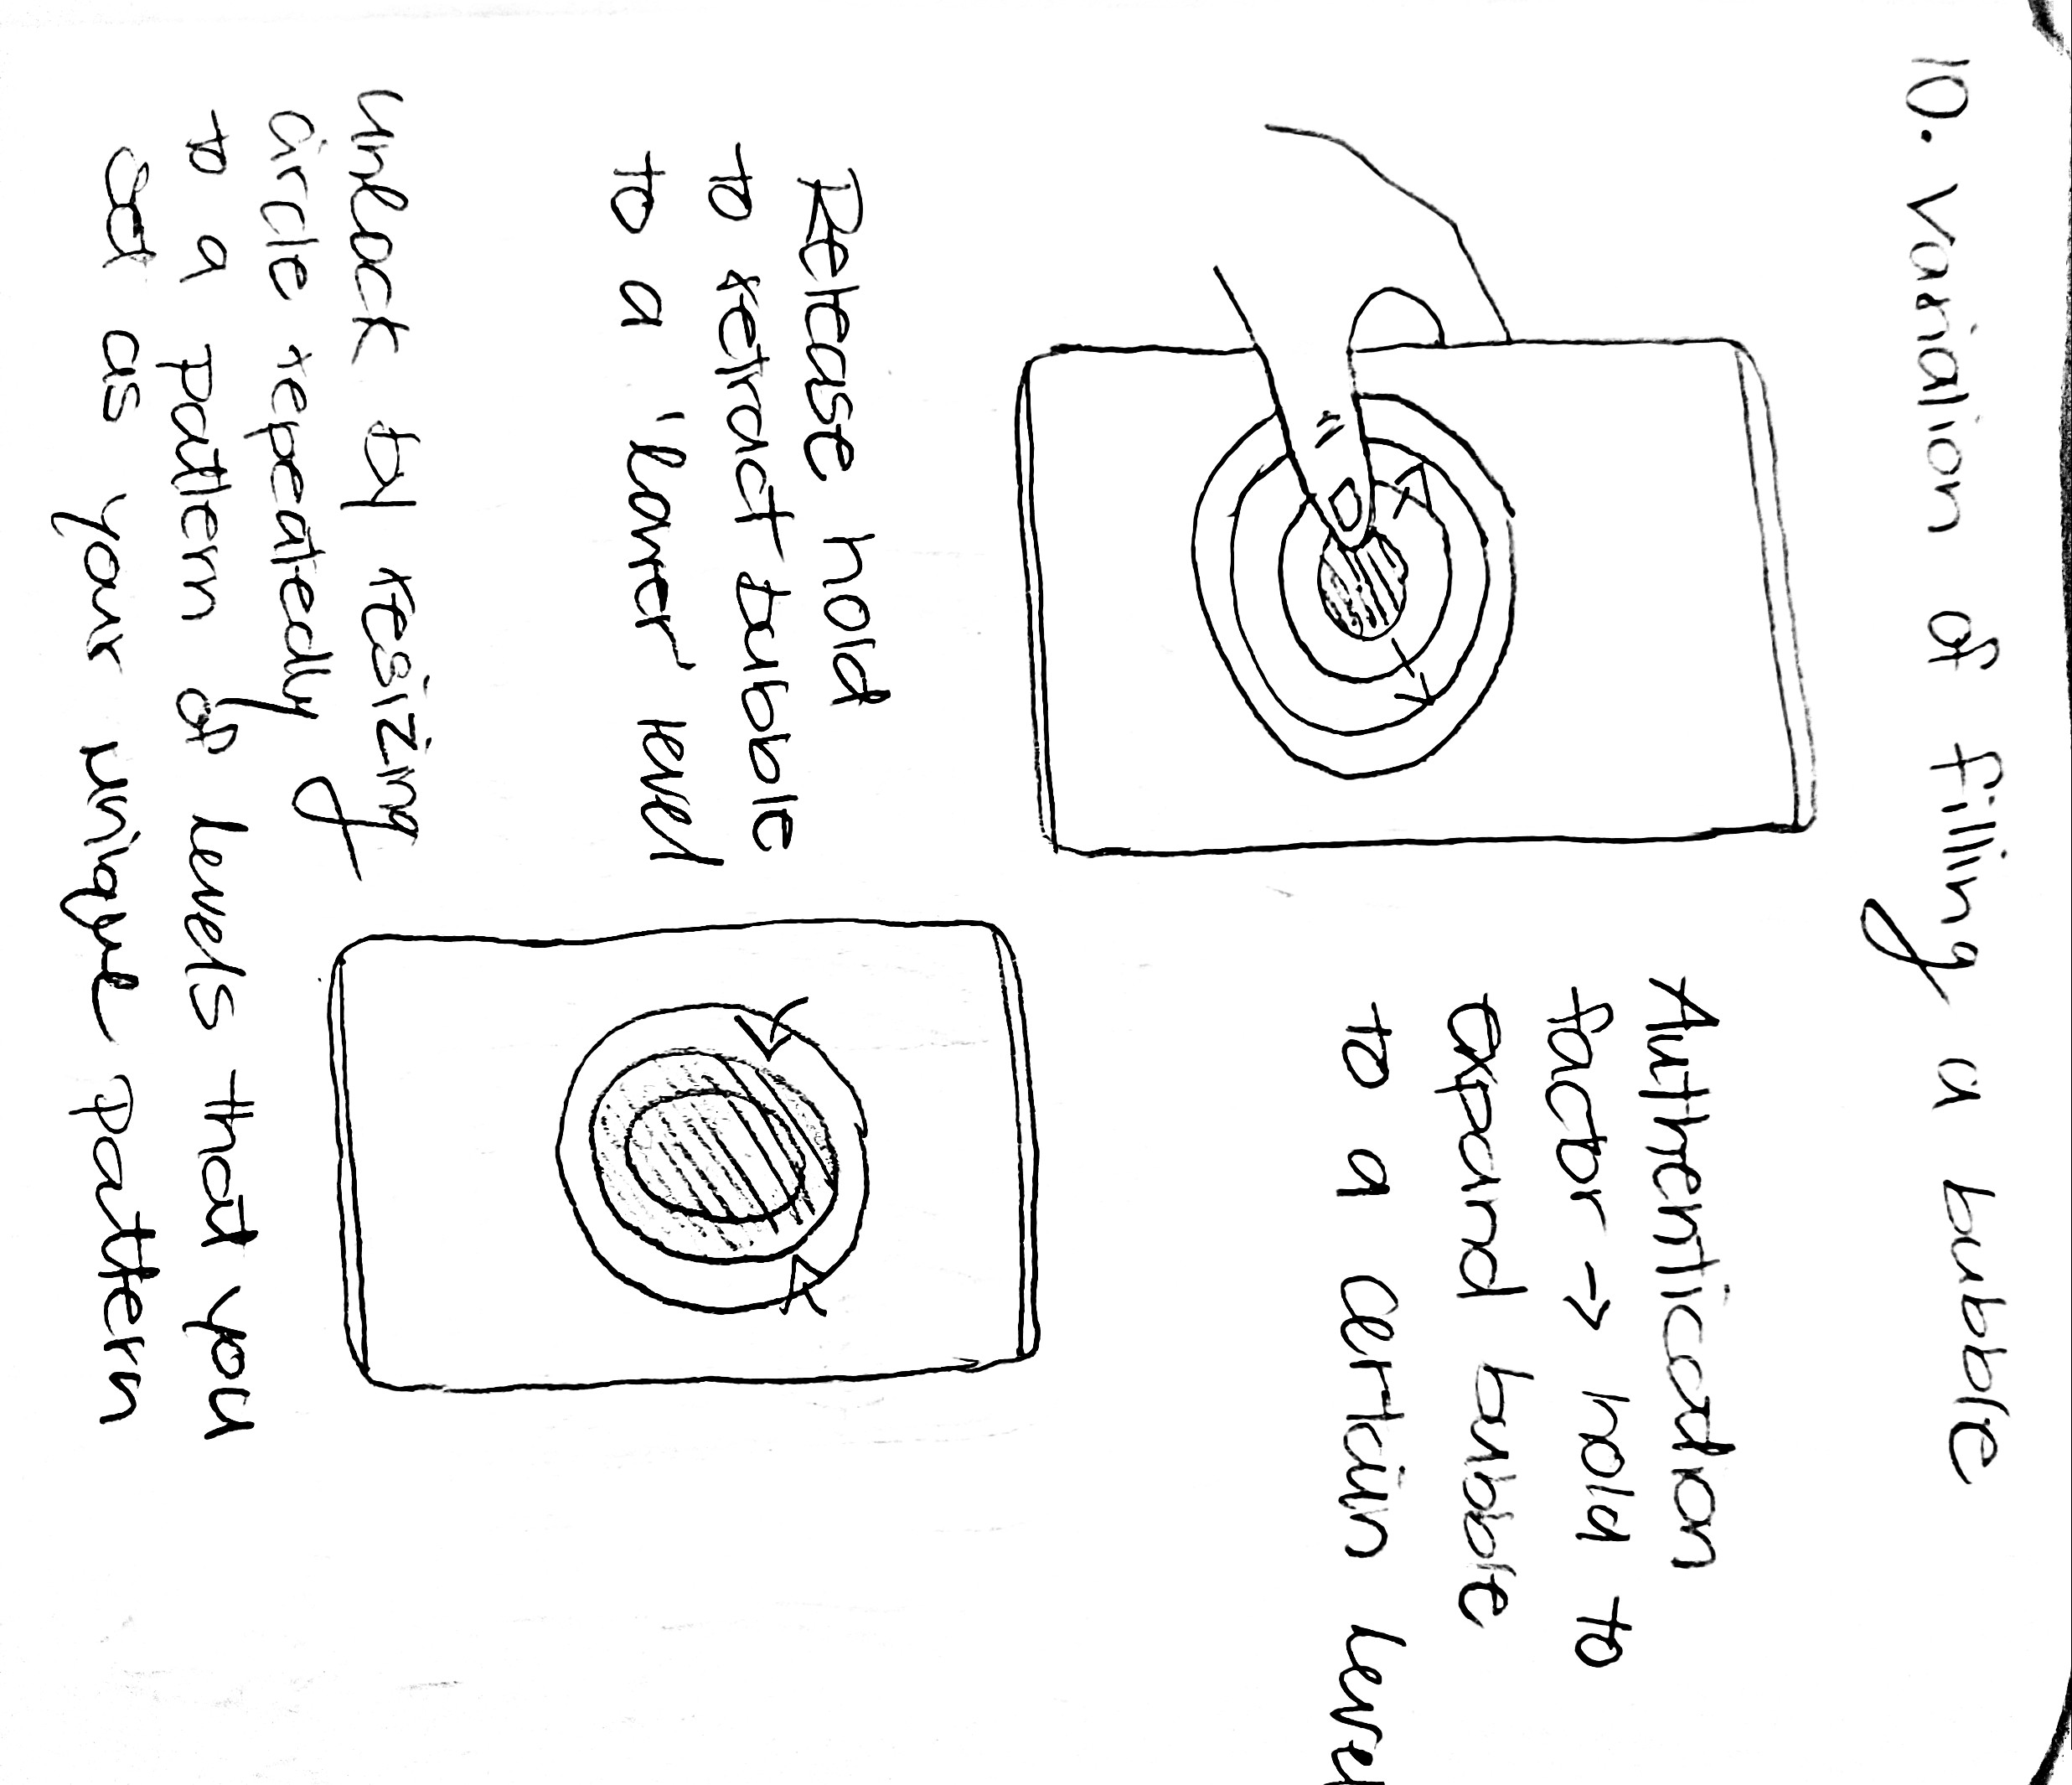 10. Variation of filling a bubble
Authentication
factor -> hold to
expand bubble
to a certain level
Release hold
to retract bubble
to a 'lower' level
Unlock by resizing
circle repeatedly
to a pattern of levels that you
set as your unique pattern